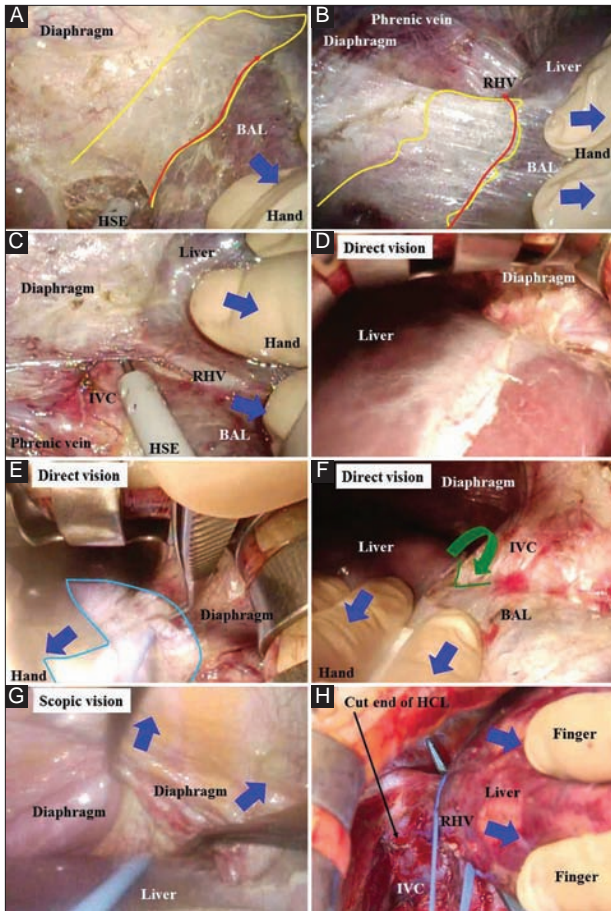 A
Diaphragm
BAL
HSE
Hand
B
Phrenic vein
Diaphragm
RHV
Liver
Hand
BAL
C
Liver
Diaphragm
Hand
RHV
IVC
BAL
Phrenic vein
HSE
D
Direct vision
Diaphragm
Liver
E
Direct vision
Diaphragm
Hand
F
Direct vision
Diaphragm
IVC
Liver
BAL
Hand
G
Scopic vision
Diaphragm
Diaphragm
Liver
H
Cut end of HCL
Finger
Liver
RHV
IVC
Finger